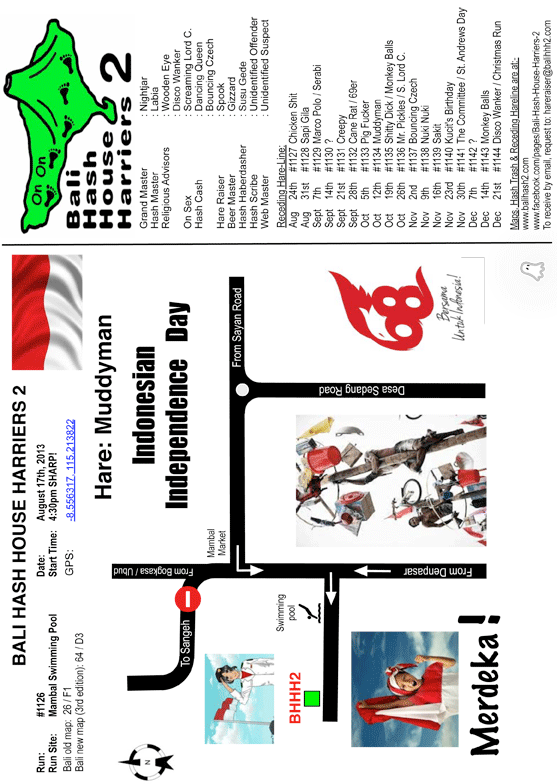 BALI HASH HOUSE HARRIERS 2
Run: #1126
Run Site: Mambal Swimming Pool
Bali old map: 26 / F1
Bali new map (3rd edition): 64 / D3
Date: August 17th, 2013
Start Time: 4:30pm SHARP!
GPS: -8.556317, 115.213822
Hare: Muddyman
Indonesian
Independence Day
To Sangeh
From Bogkasa / Ubud
Mambal
Market
From Sayan Road
Desa Sedang Road
Swimming
pool
BHHH2
From Denpasar
N
Merdeka!
68
Bersama
Untuk Indonesia!
On On
Bali
Hash
House
Harriers 2
Grand Master Nightjar
Hash Master Labia
Religious Advisors Wooden Eye
Disco Wanker
On Sex Screaming Lord C.
Hash Cash Dancing Queen
Bouncing Czech
Hare Raiser Spook
Beer Master Gizzard
Hash Haberdasher Susu Gede
Hash Scribe Unidentified Offender
Web Master Unidentified Suspect
Receding Hare-Line:
Aug 24th #1127 Chicken Shit
Aug 31st #1128 Sapi Gila
Sept 7th #1129 Marco Polo / Serabi
Sept 14th #1130 ?
Sept 21st #1131 Creepy
Sept 28th #1132 Cane Rat / 69er
Oct 5th #1133 Pig Fucker
Oct 12th #1134 Muddyman
Oct 19th #1135 Shitty Dick / Monkey Balls
Oct 26th #1136 Mr. Pickles / S. Lord C.
Nov 2nd #1137 Bouncing Czech
Nov 9th #1138 Nuki Nuki
Nov 16th #1139 Sakit
Nov 23rd #1140 Kucit's Birthday
Nov 30th #1141 The Committee / St. Andrews Day
Dec 7th #1142 ?
Dec 14th #1143 Monkey Balls
Dec 21st #1144 Disco Wanker / Christmas Run
Maps, Hash Trash & Receding Hareline are at:
www.balihash2.com
www.facebook.com/pages/Bali-Hash-House-Harriers-2
To receive by email, request to: hareraiser@balihhh2.com